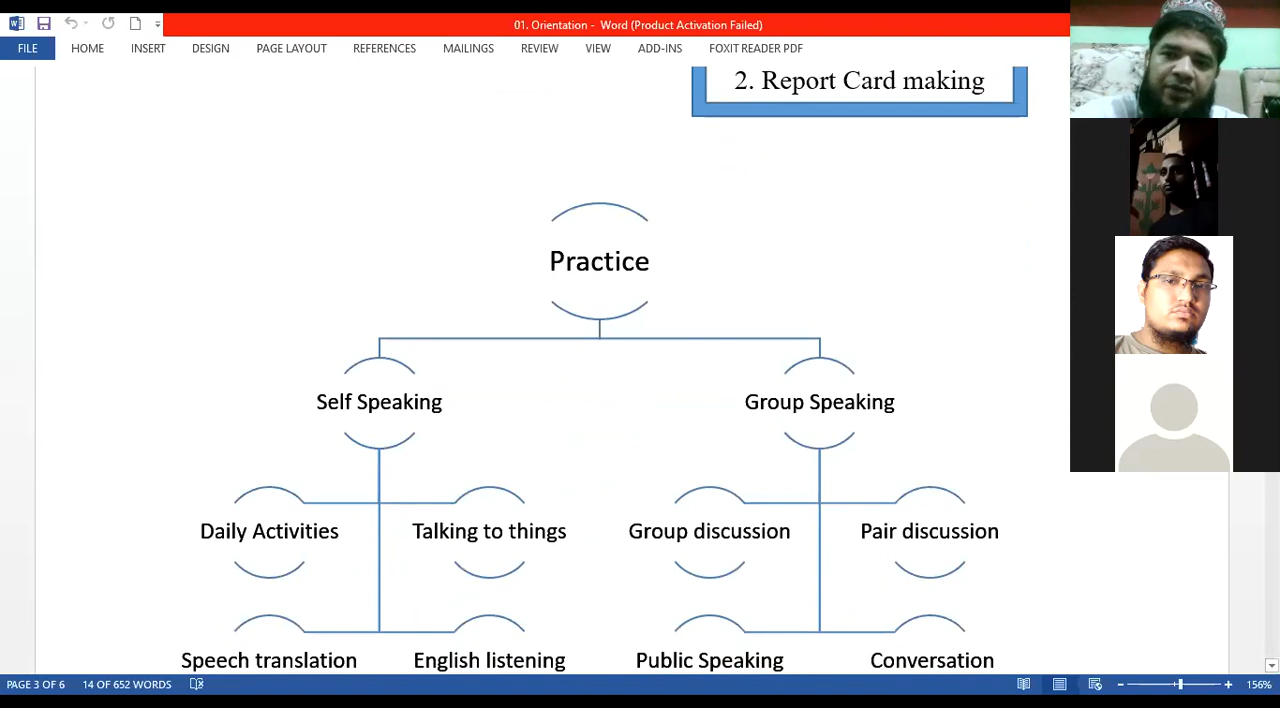 01. Orientation - Word (Product Activation Failed)
FILE HOME INSERT DESIGN PAGE LAYOUT REFERENCES MAILINGS REVIEW VIEW ADD-INS FOXIT READER PDF
2. Report Card making
Practice
Self Speaking Group Speaking
Daily Activities Talking to things Group discussion Pair discussion
Speech translation English listening Public Speaking Conversation
PAGE 3 OF 6 14 OF 652 WORDS 156%